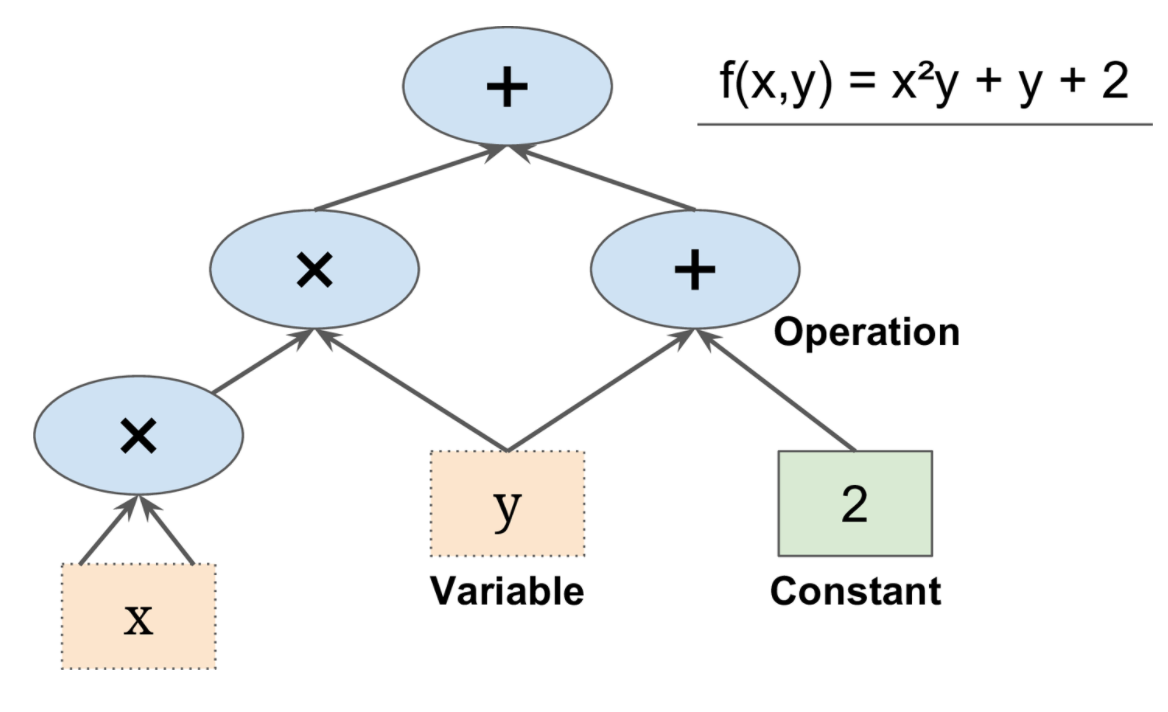 +
f(x,y) = x²y + y + 2
×
+
Operation
×
y
2
Variable
Constant
x